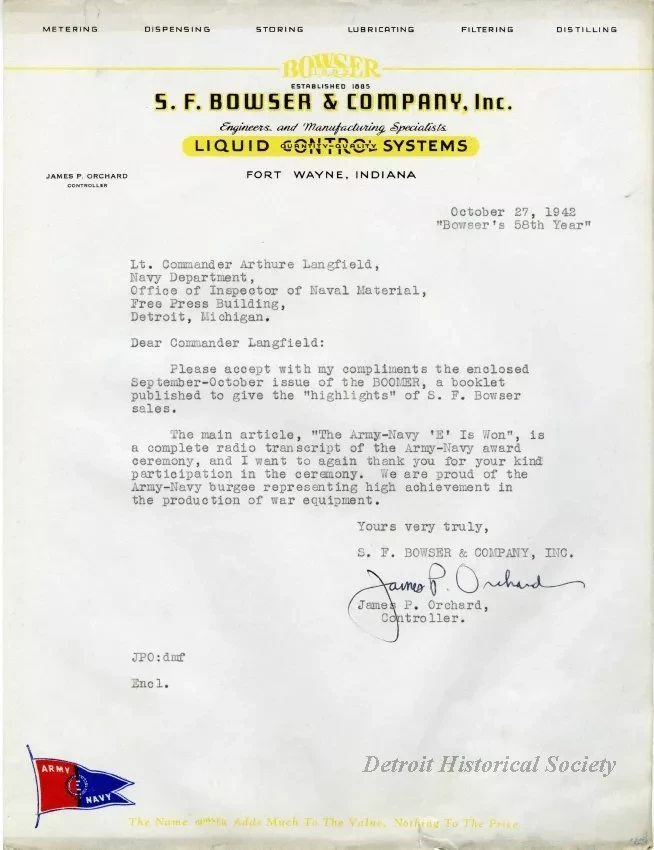 METERING DISPENSING STORING LUBRICATING FILTERING DISTILLING
BOWSER
ESTABLISHED 1885
S. F. BOWSER & COMPANY, Inc.
Engineers and Manufacturing Specialists
LIQUID CONTROL SYSTEMS
QUANTITY-QUALITY
JAMES P. ORCHARD
CONTROLLER
FORT WAYNE, INDIANA
October 27, 1942
"Bowser's 58th Year"
Lt. Commander Arthure Langfield,
Navy Department,
Office of Inspector of Naval Material,
Free Press Building,
Detroit, Michigan.
Dear Commander Langfield:
Please accept with my compliments the enclosed
September-October issue of the BOOMER, a booklet
published to give the "highlights" of S. F. Bowser
sales.
The main article, "The Army-Navy 'E' Is Won", is
a complete radio transcript of the Army-Navy award
ceremony, and I want to again thank you for your kind
participation in the ceremony. We are proud of the
Army-Navy burgee representing high achievement in
the production of war equipment.
Yours very truly,
S. F. BOWSER & COMPANY, INC.
James P. Orchard
James P. Orchard,
Controller.
JPO:dmf
Encl.
ARMY
E
NAVY
Detroit Historical Society
The Name Adds Much To The Value, Nothing To The Price